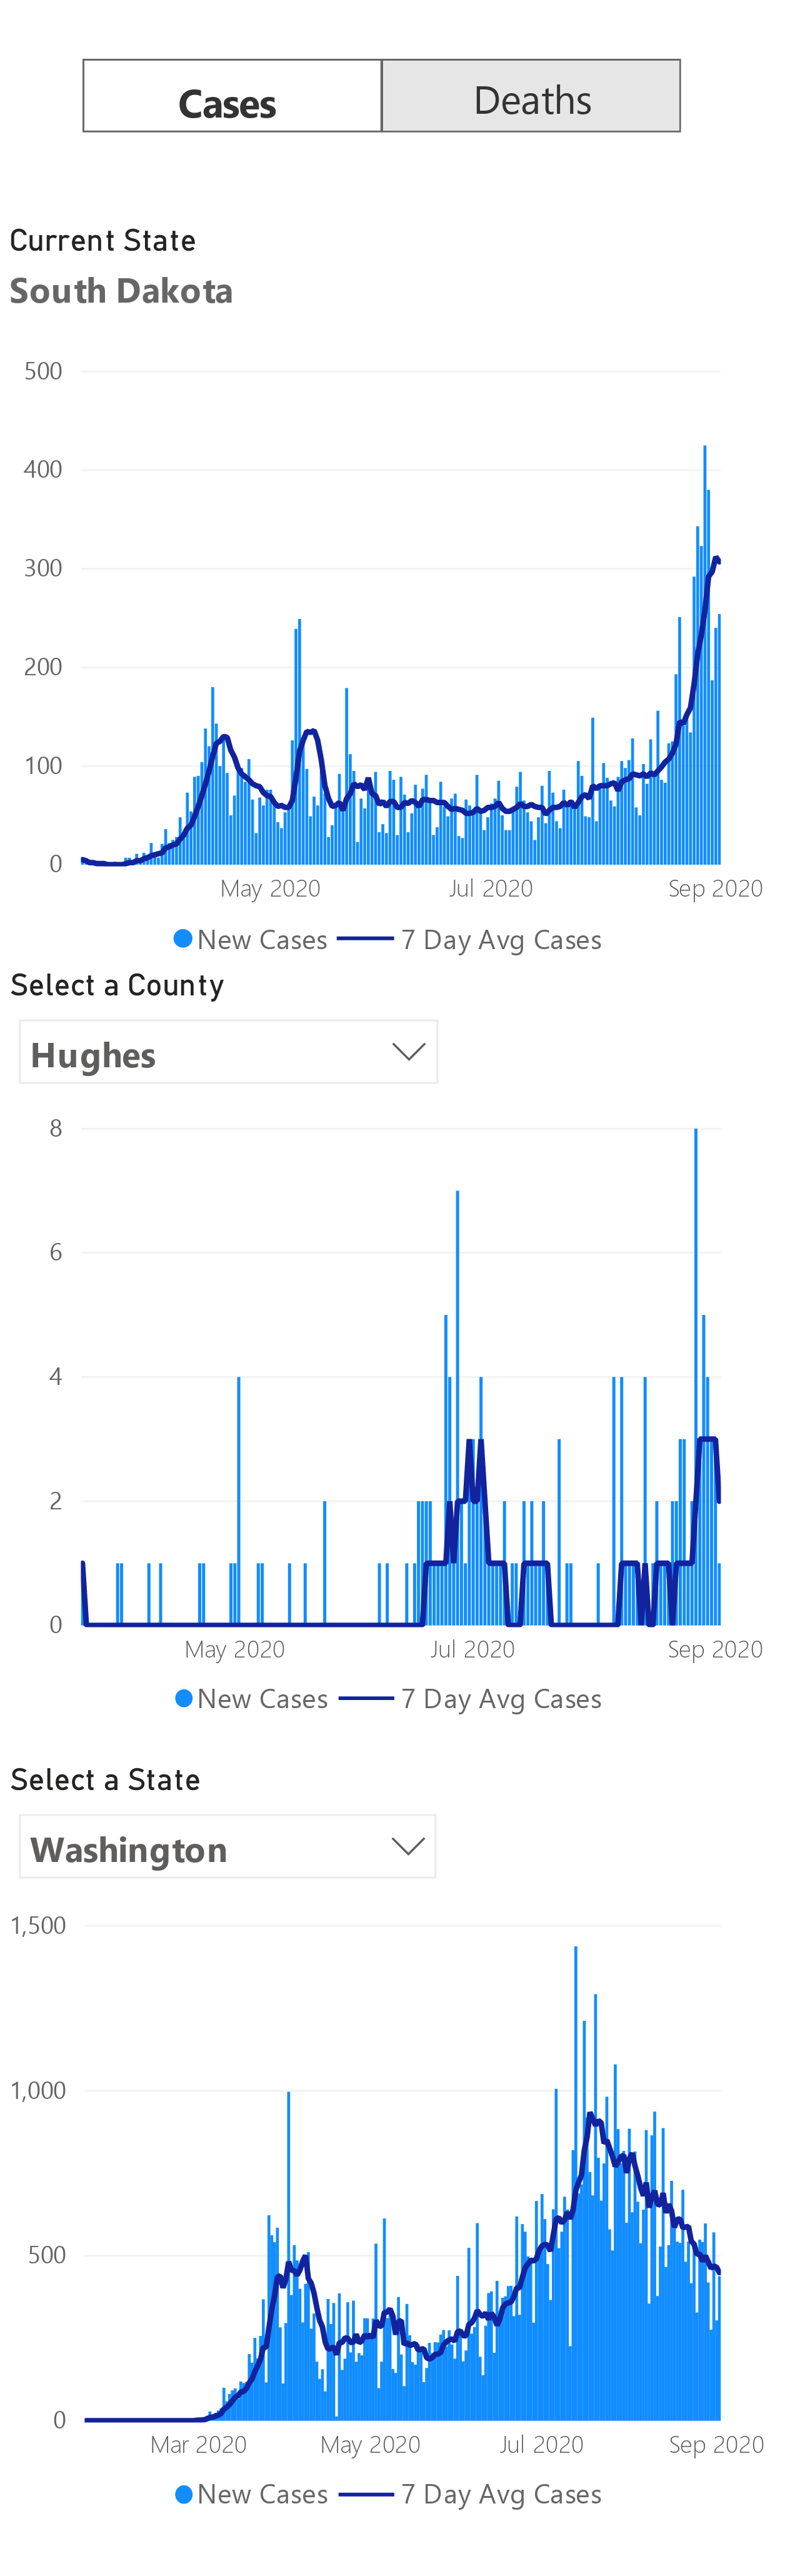 Cases Deaths
Current State
South Dakota
500
400
300
200
100
0
May 2020 Jul 2020 Sep 2020
New Cases 7 Day Avg Cases
Select a County
Hughes
8
6
4
2
0
May 2020 Jul 2020 Sep 2020
New Cases 7 Day Avg Cases
Select a State
Washington
1,500
1,000
500
0
Mar 2020 May 2020 Jul 2020 Sep 2020
New Cases 7 Day Avg Cases